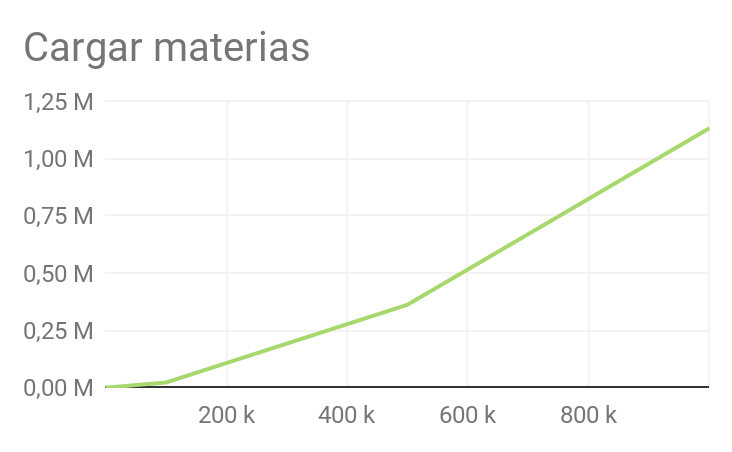 Cargar materias
1,25 M
1,00 M
0,75 M
0,50 M
0,25 M
0,00 M
200 k 400 k 600 k 800 k